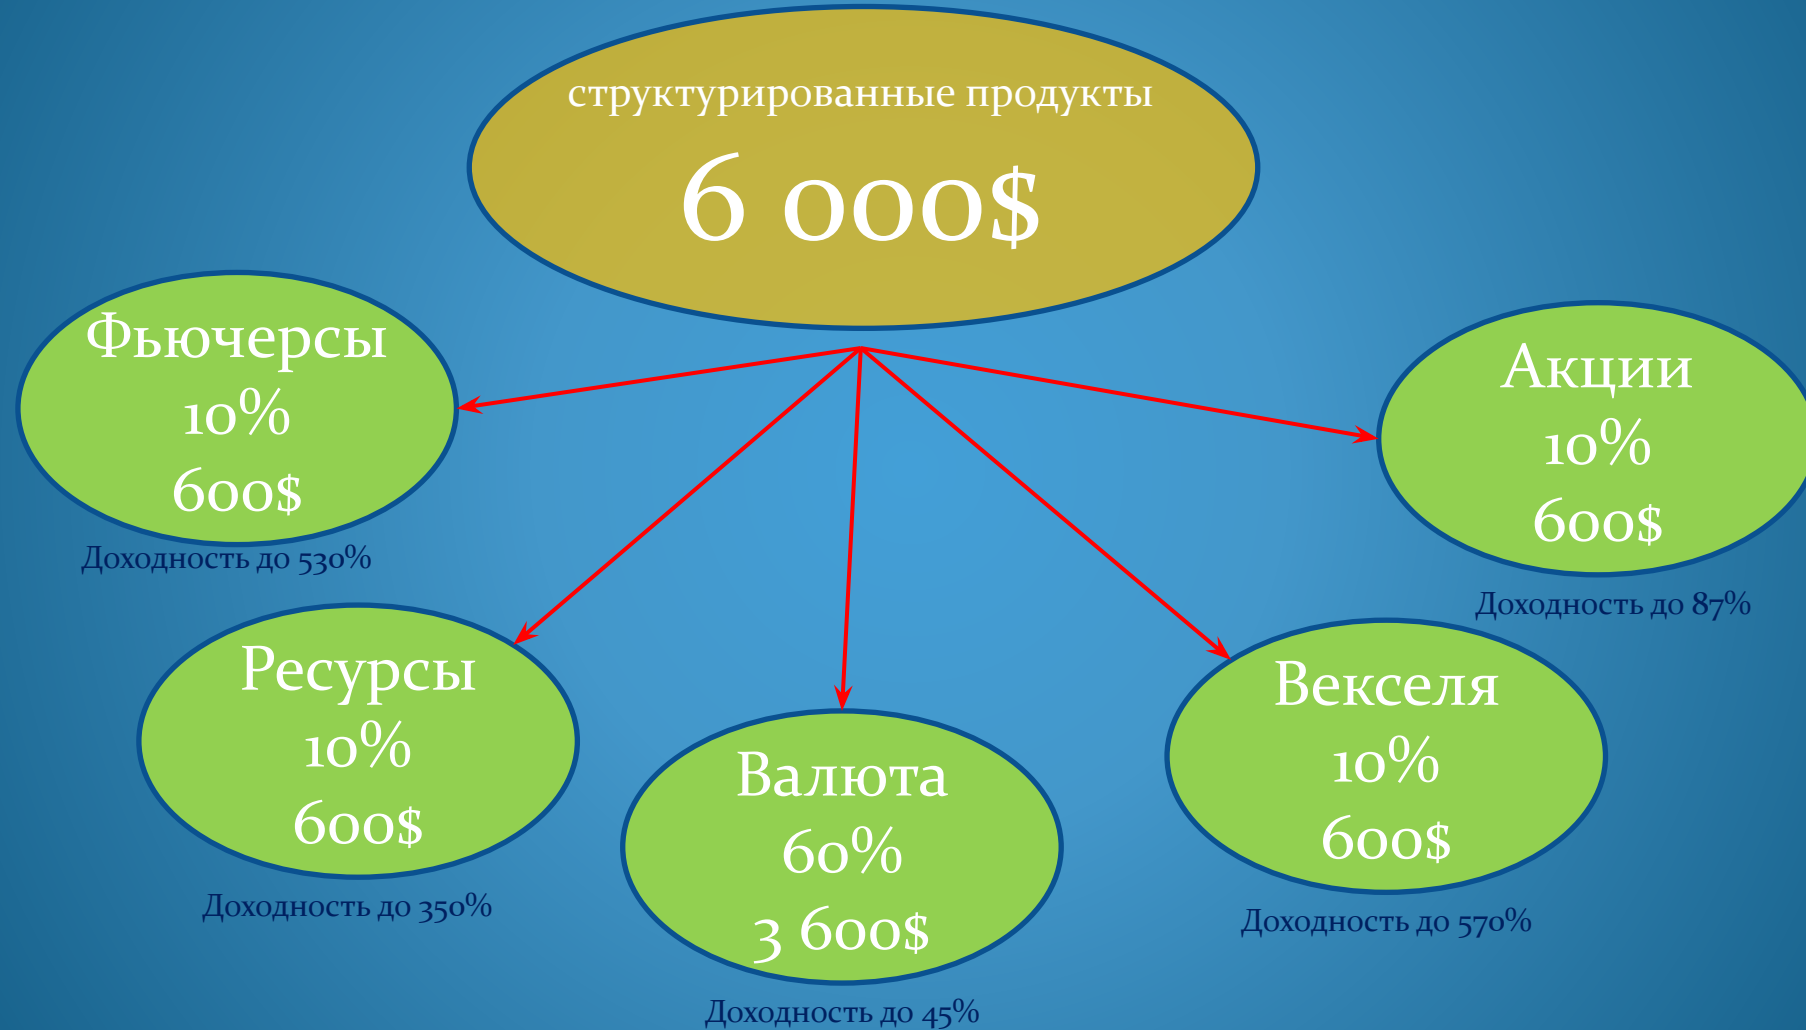 структурированные продукты
6 000$
Фьючерсы
10%
600$
Доходность до 530%
Ресурсы
10%
600$
Доходность до 350%
Валюта
60%
3 600$
Доходность до 45%
Векселя
10%
600$
Доходность до 570%
Акции
10%
600$
Доходность до 87%